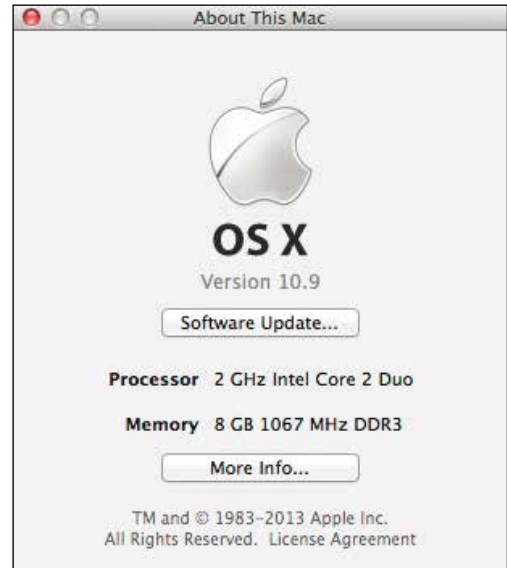 About This Mac
OS X
Version 10.9
Software Update...
Processor 2 GHz Intel Core 2 Duo
Memory 8 GB 1067 MHz DDR3
More Info...
TM and © 1983–2013 Apple Inc.
All Rights Reserved. License Agreement